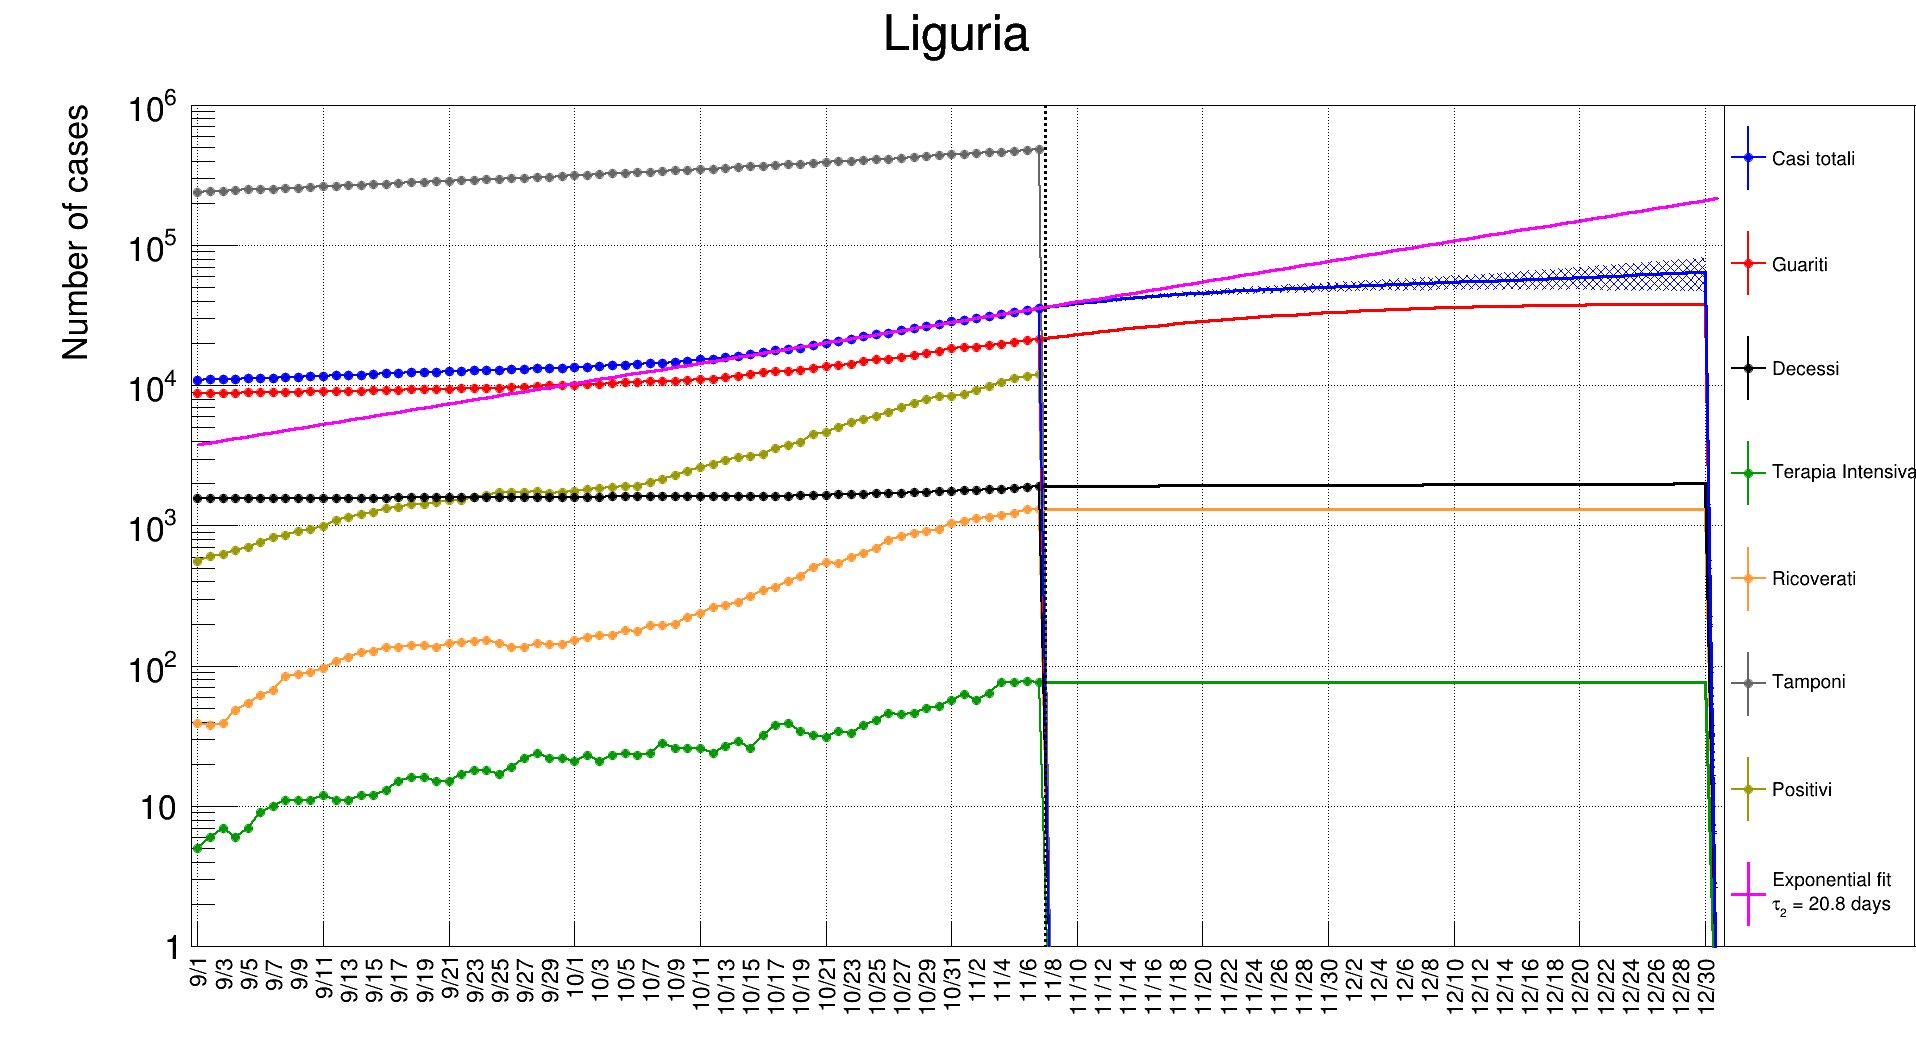 Liguria
Number of cases
10^6
10^5
10^4
10^3
10^2
10
1
9/1 9/3 9/5 9/7 9/9 9/11 9/13 9/15 9/17 9/19 9/21 9/23 9/25 9/27 9/29 10/1 10/3 10/5 10/7 10/9 10/11 10/13 10/15 10/17 10/19 10/21 10/23 10/25 10/27 10/29 10/31 11/2 11/4 11/6 11/8 11/10 11/12 11/14 11/16 11/18 11/20 11/22 11/24 11/26 11/28 11/30 12/2 12/4 12/6 12/8 12/10 12/12 12/14 12/16 12/18 12/20 12/22 12/24 12/26 12/28 12/30
Casi totali
Guariti
Decessi
Terapia Intensiva
Ricoverati
Tamponi
Positivi
Exponential fit
τ_2 = 20.8 days